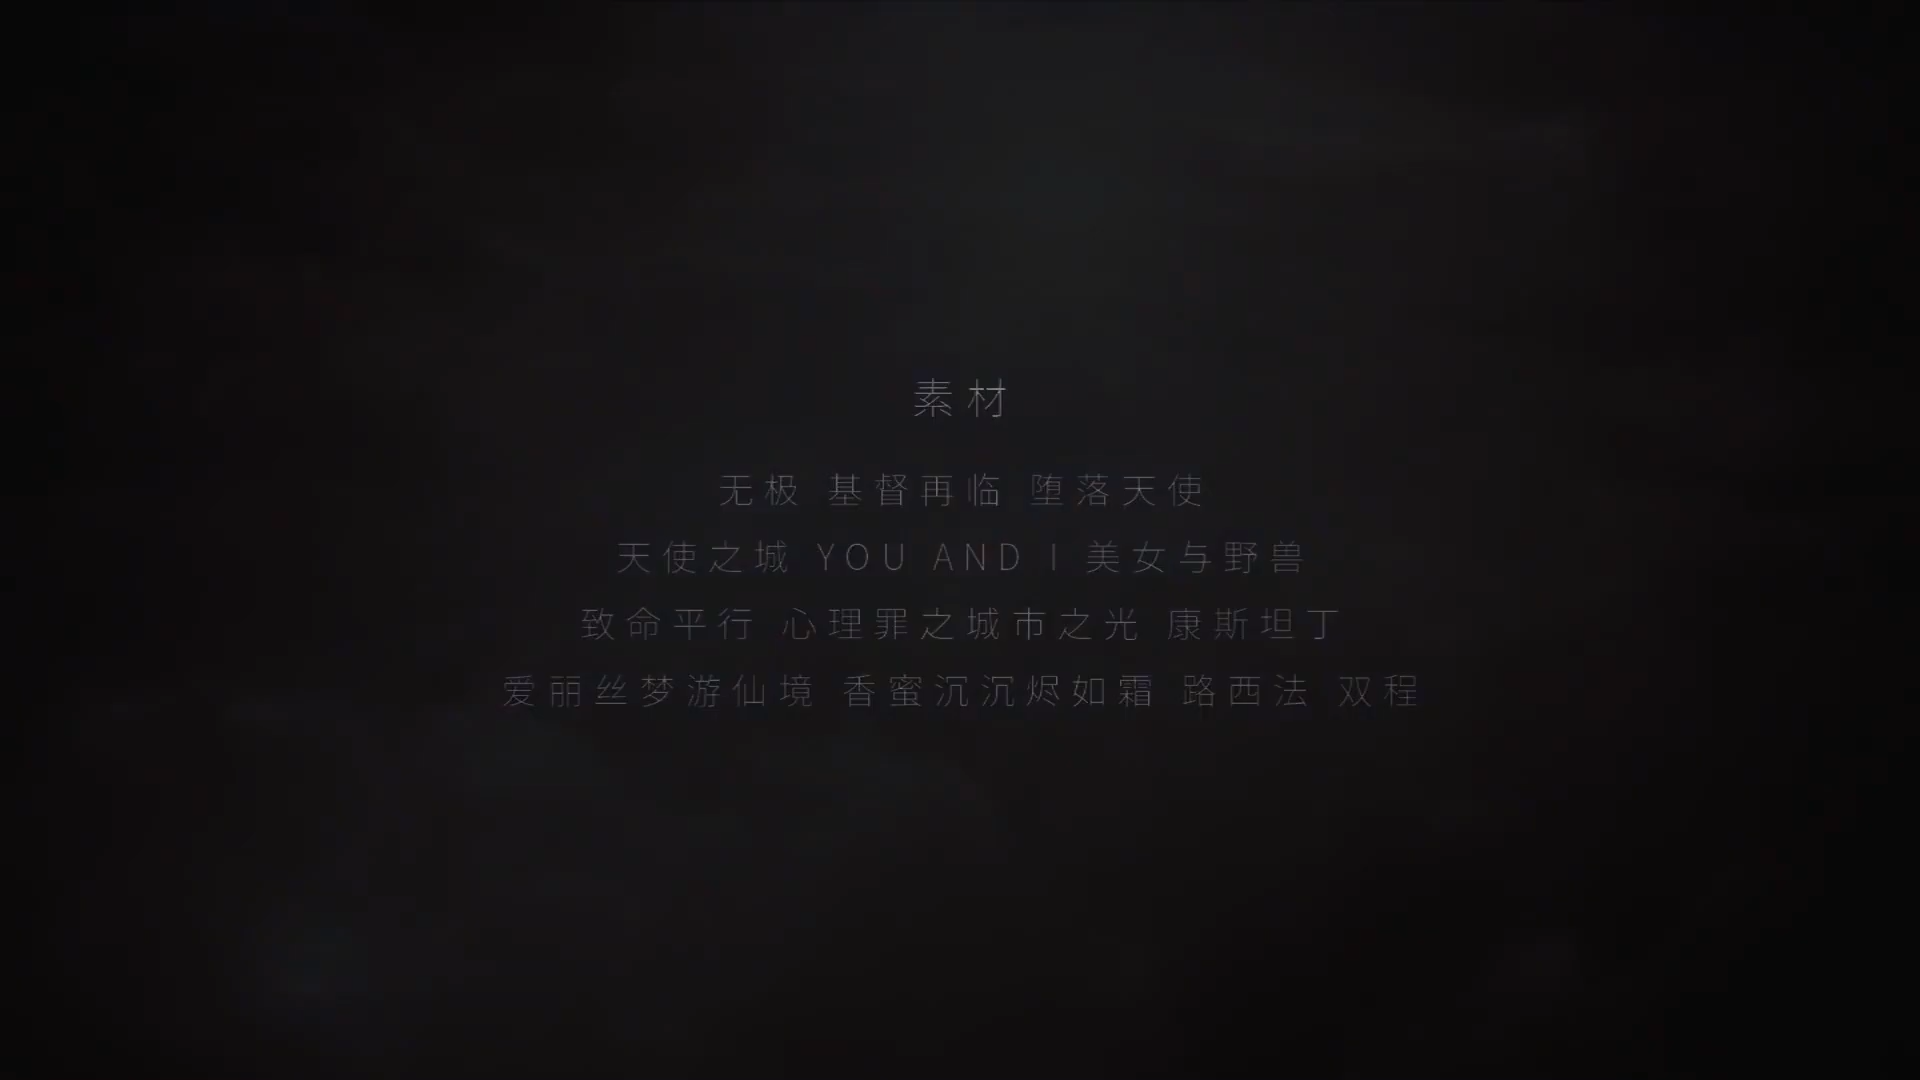 素材
无极 基督再临 堕落天使
天使之城 YOU AND I 美女与野兽
致命平行 心理罪之城市之光 康斯坦丁
爱丽丝梦游仙境 香蜜沉沉烬如霜 路西法 双程